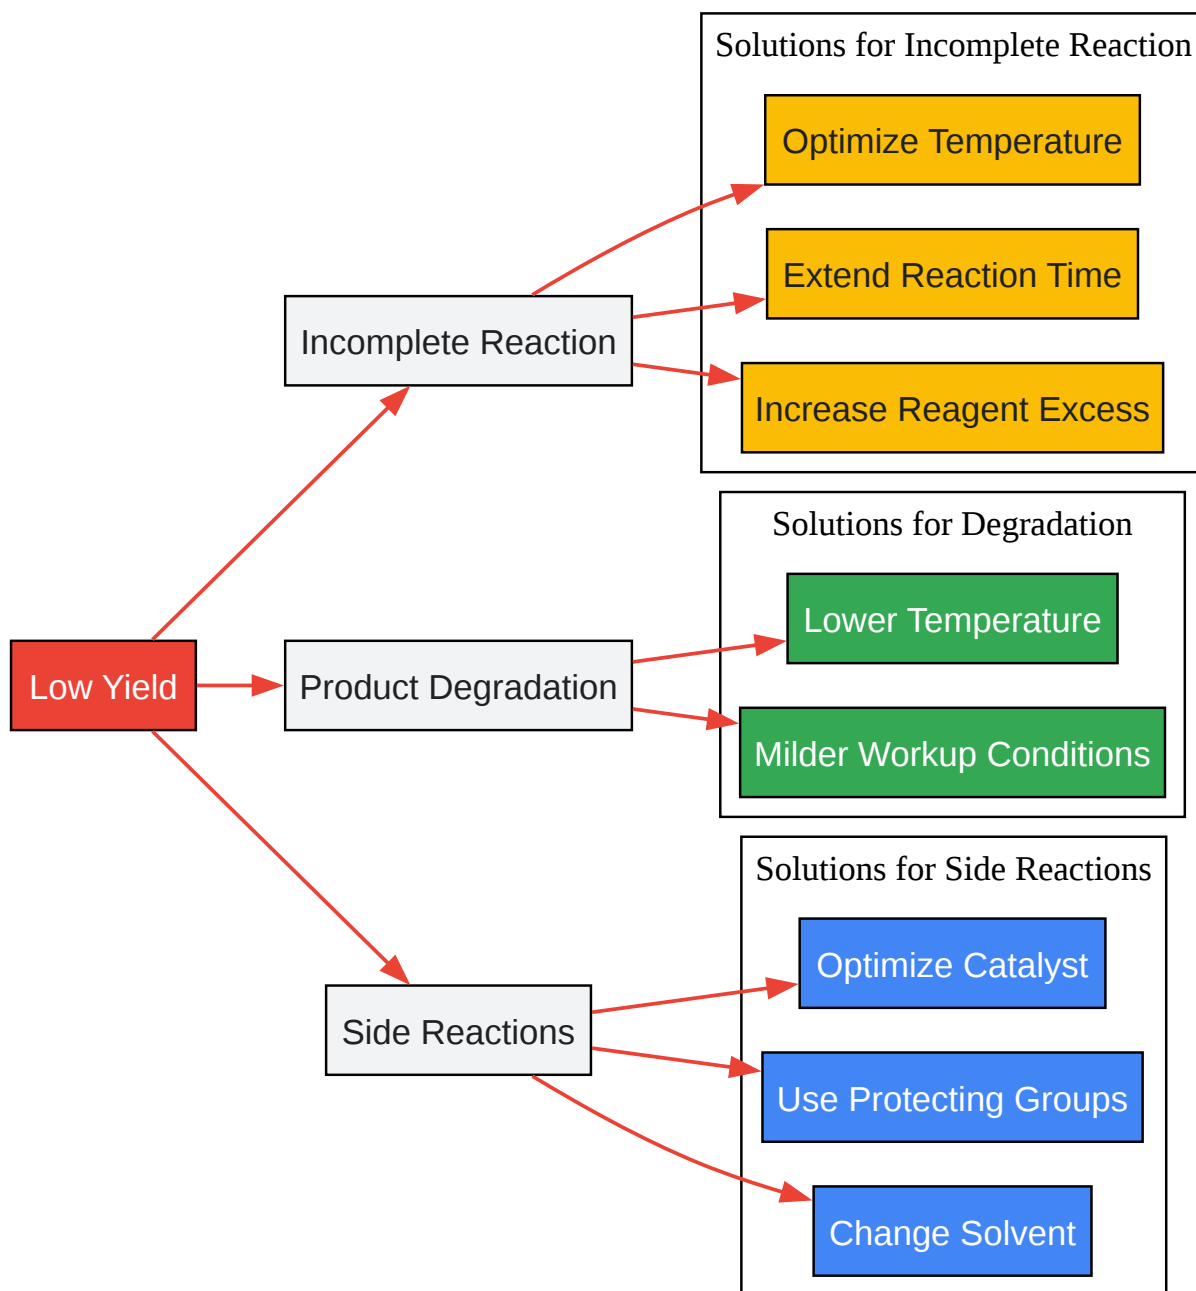 Low Yield
Incomplete Reaction
Product Degradation
Side Reactions
Solutions for Incomplete Reaction
Optimize Temperature
Extend Reaction Time
Increase Reagent Excess
Solutions for Degradation
Lower Temperature
Milder Workup Conditions
Solutions for Side Reactions
Optimize Catalyst
Use Protecting Groups
Change Solvent